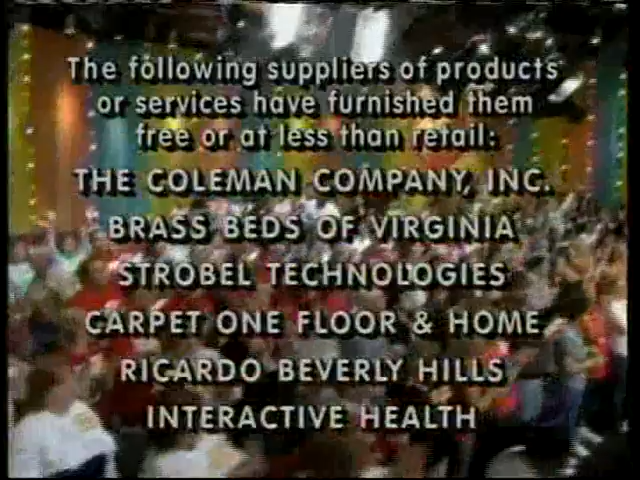 The following suppliers of products
or services have furnished them
free or at less than retail:
THE COLEMAN COMPANY, INC.
BRASS BEDS OF VIRGINIA
STROBEL TECHNOLOGIES
CARPET ONE FLOOR & HOME
RICARDO BEVERLY HILLS
INTERACTIVE HEALTH